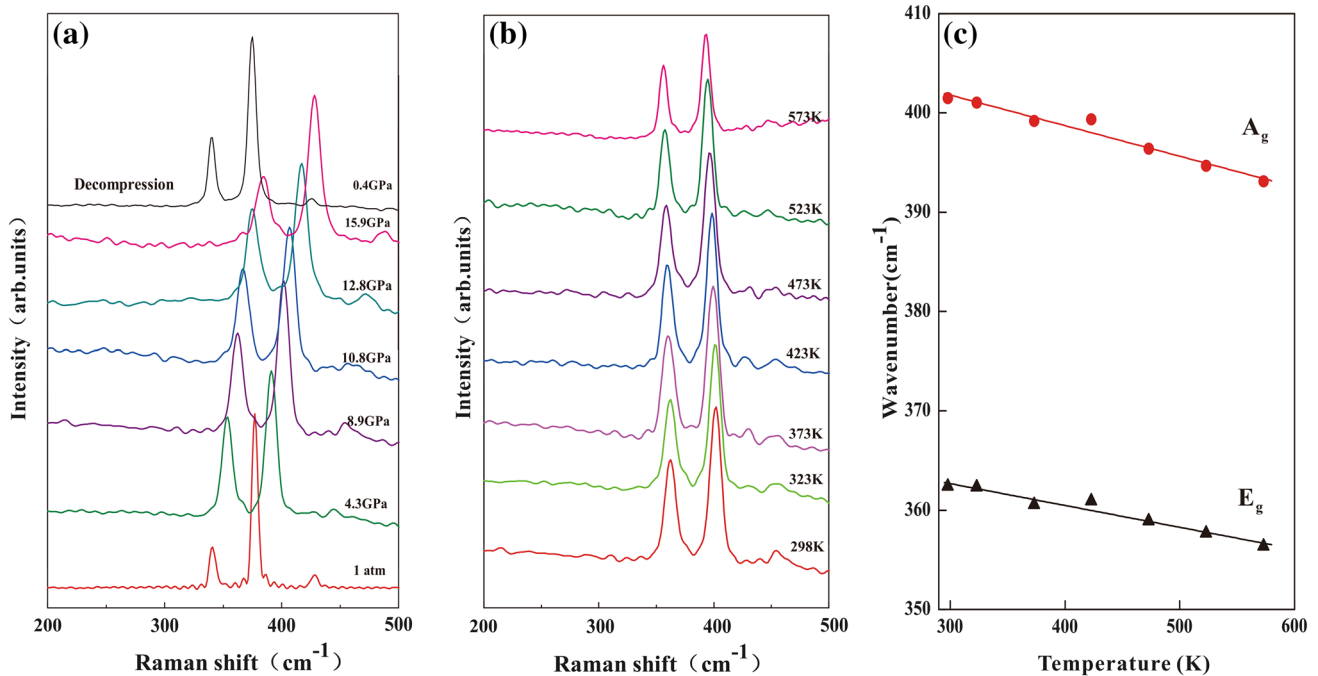 (a)
Decompression
0.4GPa
15.9GPa
12.8GPa
10.8GPa
8.9GPa
4.3GPa
1 atm
200
300
400
500
Raman shift（cm-1）
Intensity（arb.units）
(b)
573K
523K
473K
423K
373K
323K
298K
200
300
400
500
Raman shift（cm-1）
Intensity（arb.units）
(c)
410
400
390
380
370
360
350
Ag
Eg
300
400
500
600
Temperature (K)
Wavenumber(cm-1)